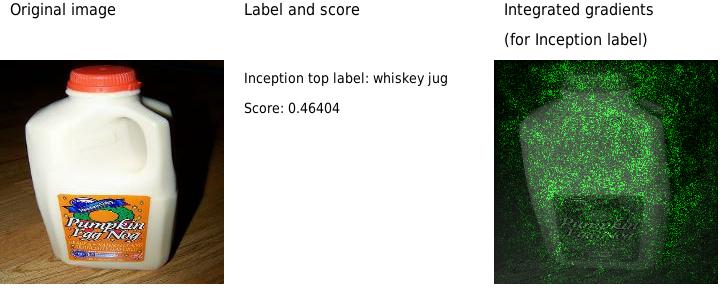 Original image
Label and score
Integrated gradients
(for Inception label)
Inception top label: whiskey jug
Score: 0.46404
Pumpkin
Egg Nog